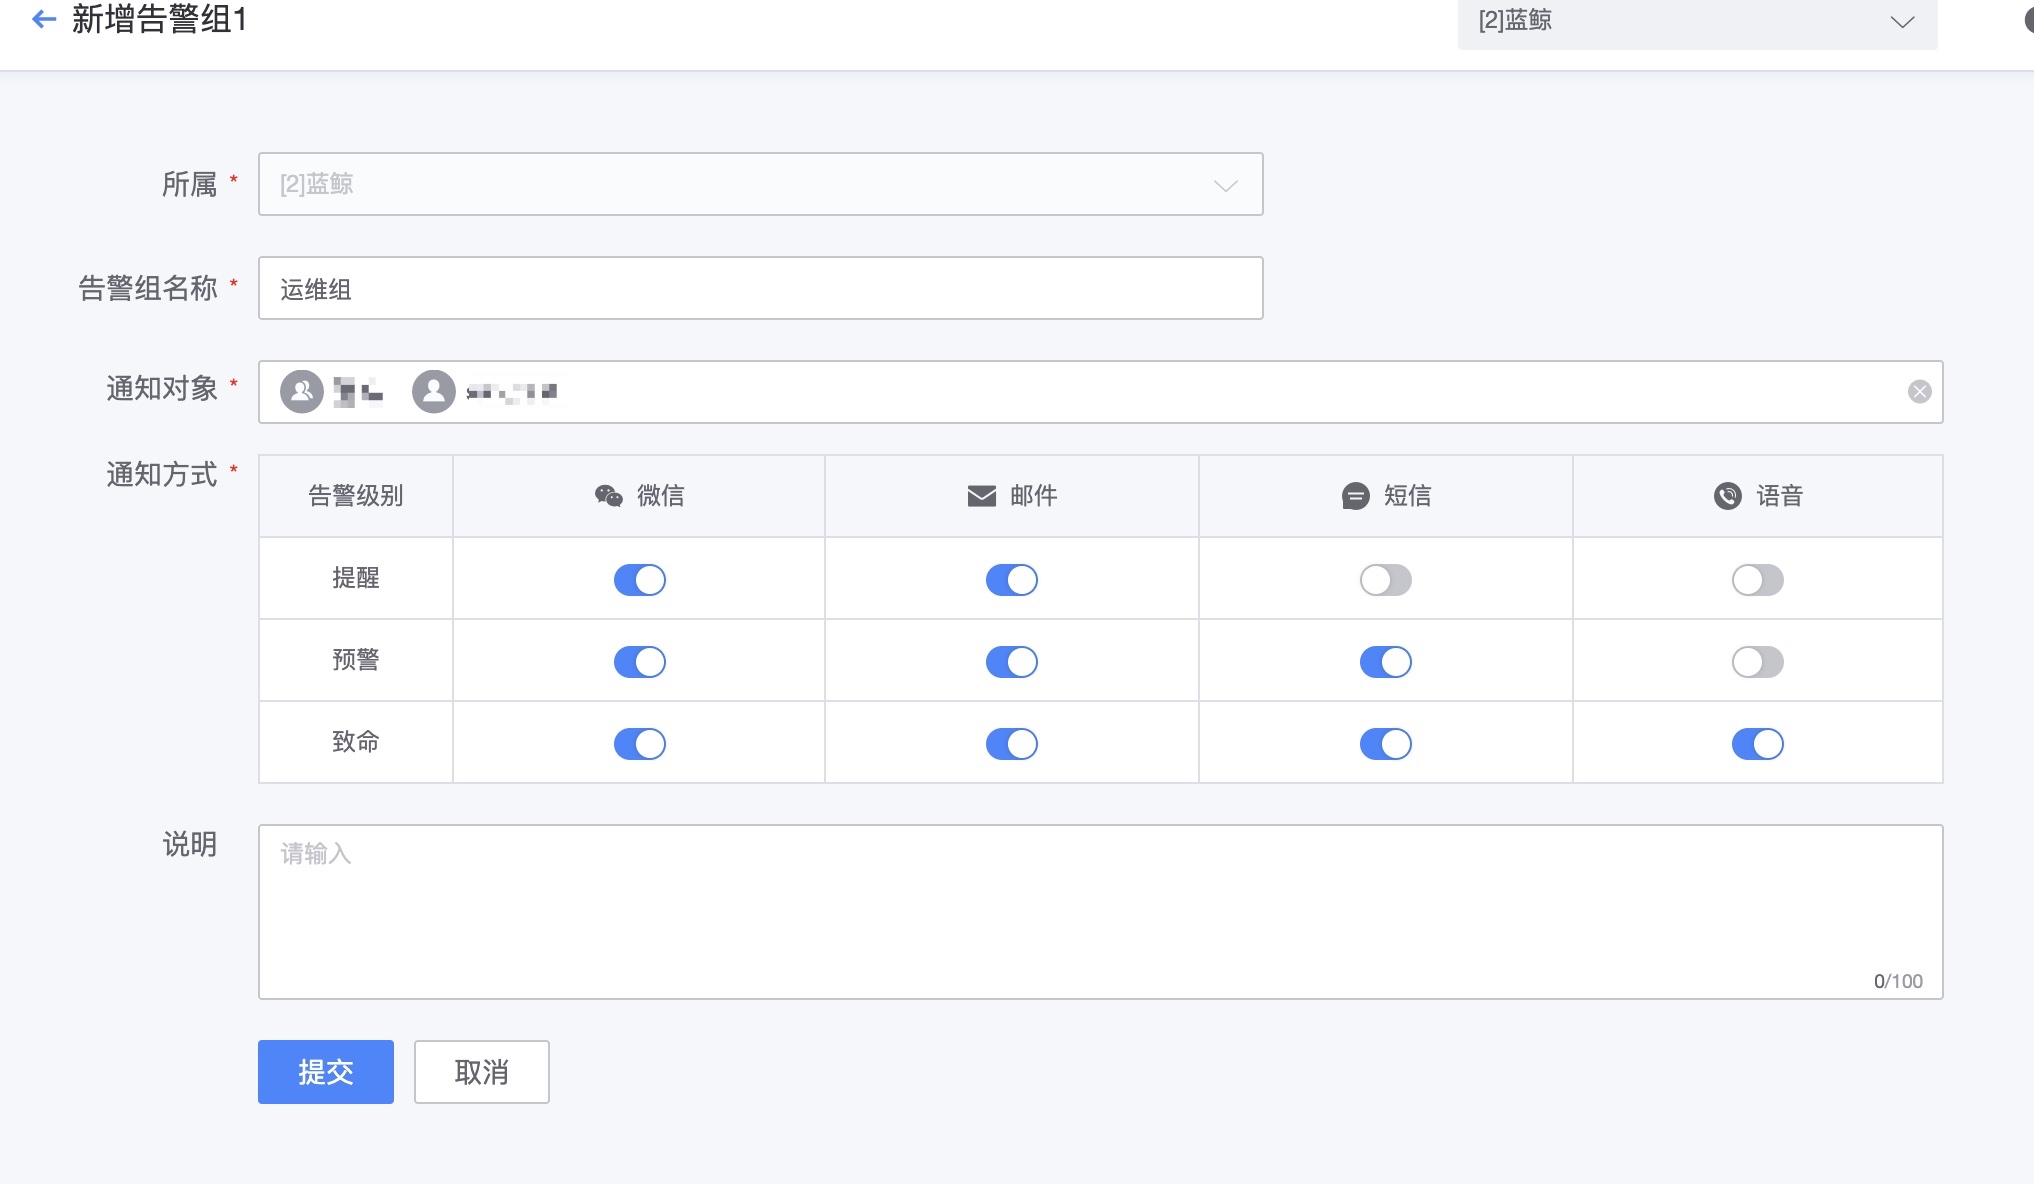 新增告警组1
[2]蓝鲸
所属 *
[2]蓝鲸
告警组名称 *
运维组
通知对象 *
通知方式 *
告警级别 微信 邮件 短信 语音
提醒
预警
致命
说明
请输入
0/100
提交 取消